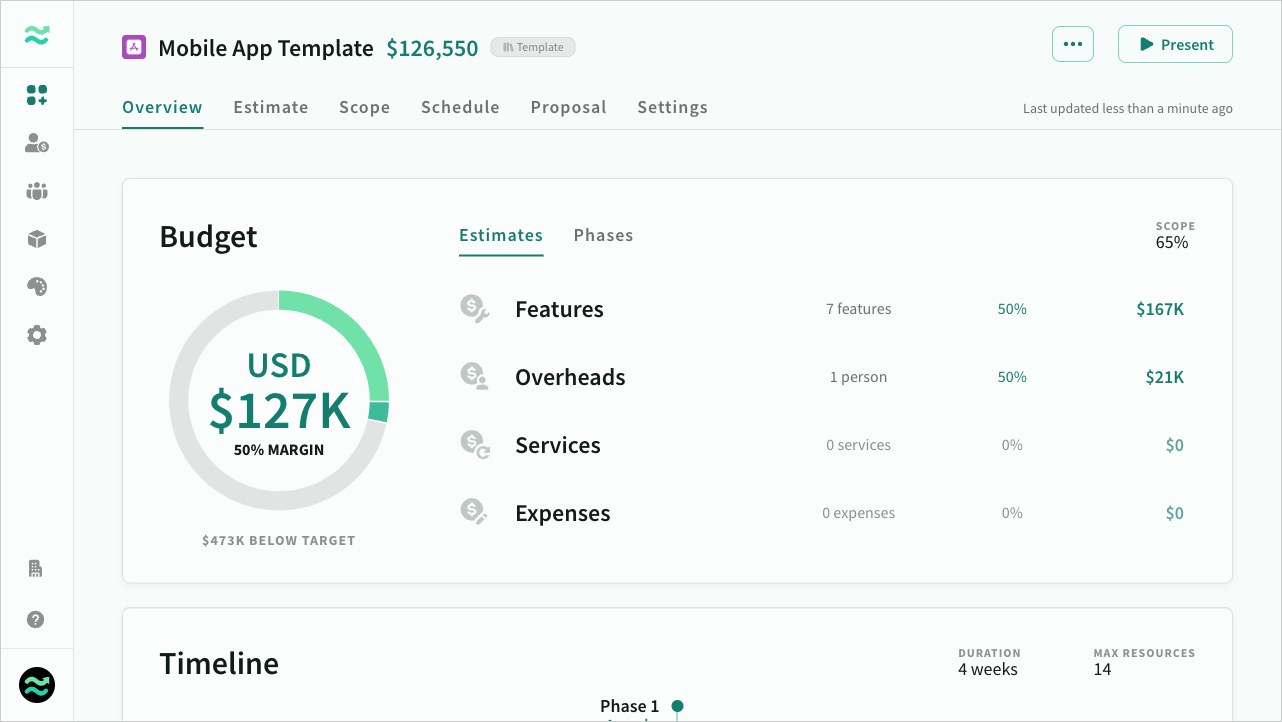 Mobile App Template $126,550 Template
Present
Overview Estimate Scope Schedule Proposal Settings
Last updated less than a minute ago
Budget
Estimates Phases
SCOPE
65%
USD
$127K
50% MARGIN
$473K BELOW TARGET
Features 7 features 50% $167K
Overheads 1 person 50% $21K
Services 0 services 0% $0
Expenses 0 expenses 0% $0
Timeline
DURATION
4 weeks
MAX RESOURCES
14
Phase 1